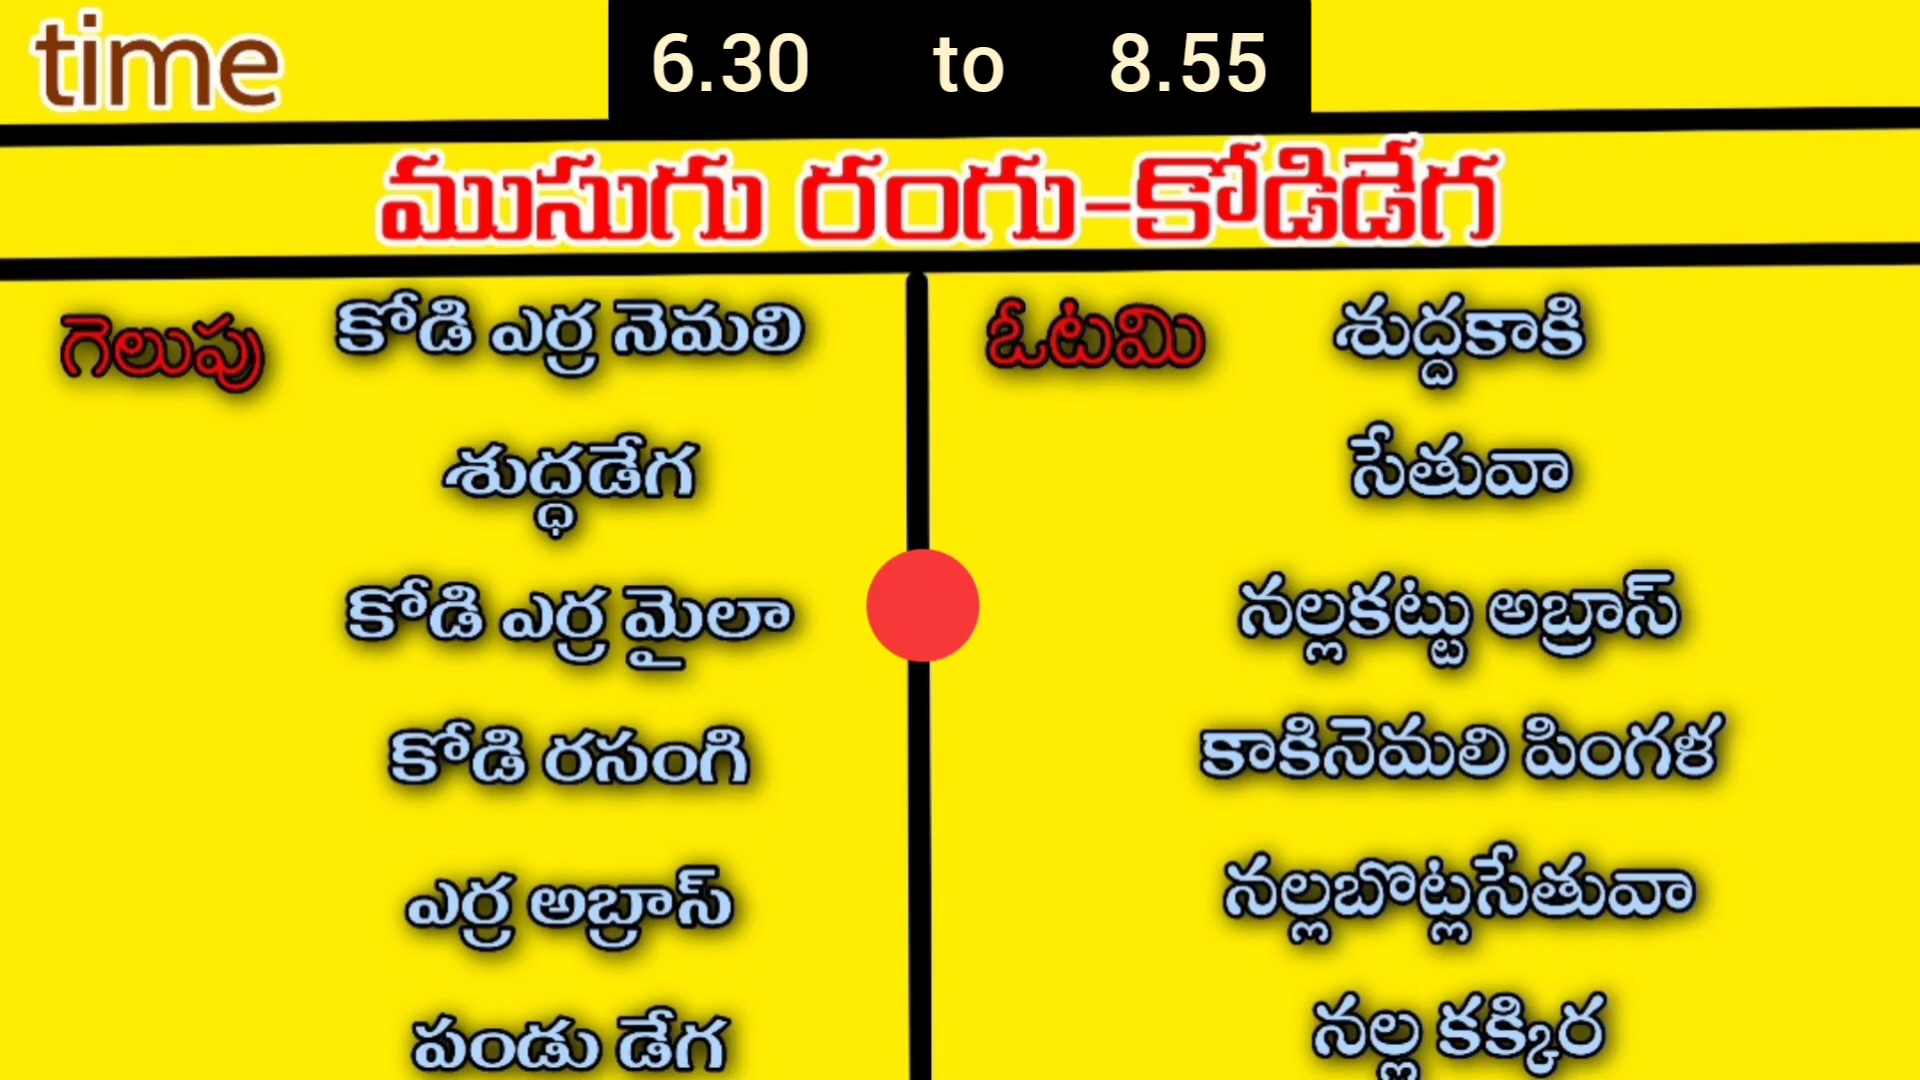 time 6.30 to 8.55
ముసుగు రంగు-కోడిడేగ
గెలుపు కోడి ఎర్ర నెమలి
శుద్ధడేగ
కోడి ఎర్ర మైలా
కోడి రసంగి
ఎర్ర అబ్రాస్
పండు డేగ
ఓటమి శుద్దకాకి
సేతువా
నల్లకట్టు అబ్రాస్
కాకినెమలి పింగళ
నల్లబొట్లసేతువా
నల్ల కక్కిర